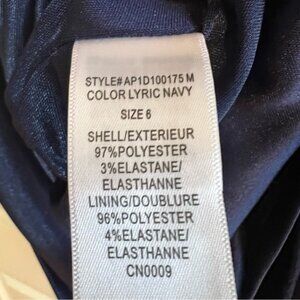 STYLE# AP1D100175 M
COLOR LYRIC NAVY
SIZE 6
SHELL/EXTERIEUR
97%POLYESTER
3%ELASTANE/
ELASTHANNE
LINING/DOUBLURE
96%POLYESTER
4%ELASTANE/
ELASTHANNE
CN0009